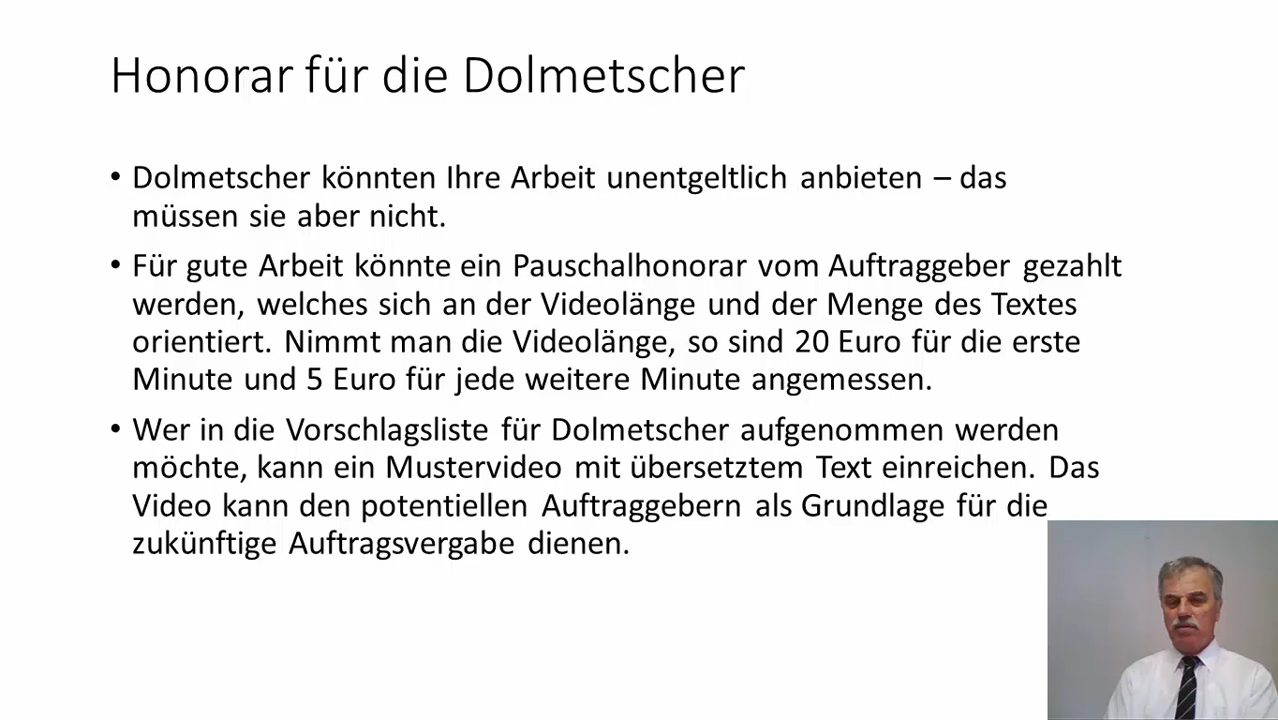 Honorar für die Dolmetscher
• Dolmetscher könnten Ihre Arbeit unentgeltlich anbieten – das
müssen sie aber nicht.
• Für gute Arbeit könnte ein Pauschalhonorar vom Auftraggeber gezahlt
werden, welches sich an der Videolänge und der Menge des Textes
orientiert. Nimmt man die Videolänge, so sind 20 Euro für die erste
Minute und 5 Euro für jede weitere Minute angemessen.
• Wer in die Vorschlagsliste für Dolmetscher aufgenommen werden
möchte, kann ein Mustervideo mit übersetztem Text einreichen. Das
Video kann den potentiellen Auftraggebern als Grundlage für die
zukünftige Auftragsvergabe dienen.